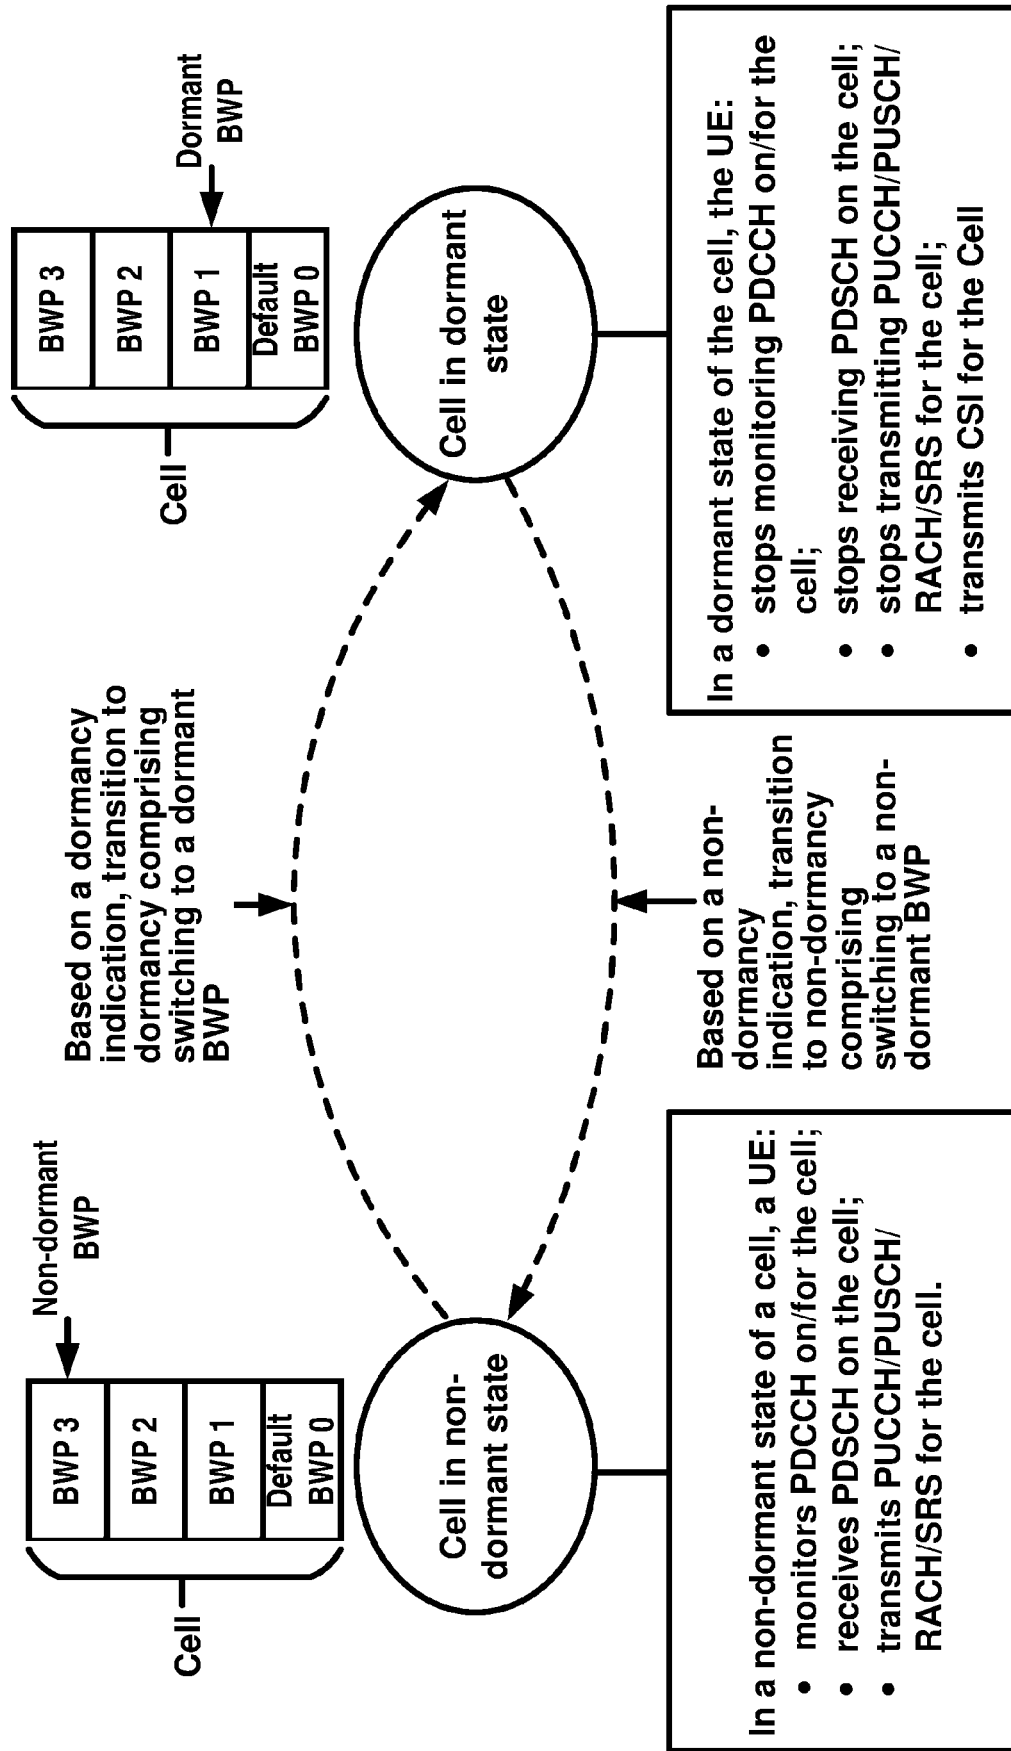 Non-dormant
BWP
Cell
BWP 3
BWP 2
BWP 1
Default
BWP 0
Cell in non-
dormant state
In a non-dormant state of a cell, a UE:
• monitors PDCCH on/for the cell;
• receives PDSCH on the cell;
• transmits PUCCH/PUSCH/
RACH/SRS for the cell.
Based on a dormancy
indication, transition to
dormancy comprising
switching to a dormant
BWP
Based on a non-
dormancy
indication, transition
to non-dormancy
comprising
switching to a non-
dormant BWP
Dormant
BWP
Cell
BWP 3
BWP 2
BWP 1
Default
BWP 0
Cell in dormant
state
In a dormant state of the cell, the UE:
• stops monitoring PDCCH on/for the
cell;
• stops receiving PDSCH on the cell;
• stops transmitting PUCCH/PUSCH/
RACH/SRS for the cell;
• transmits CSI for the Cell